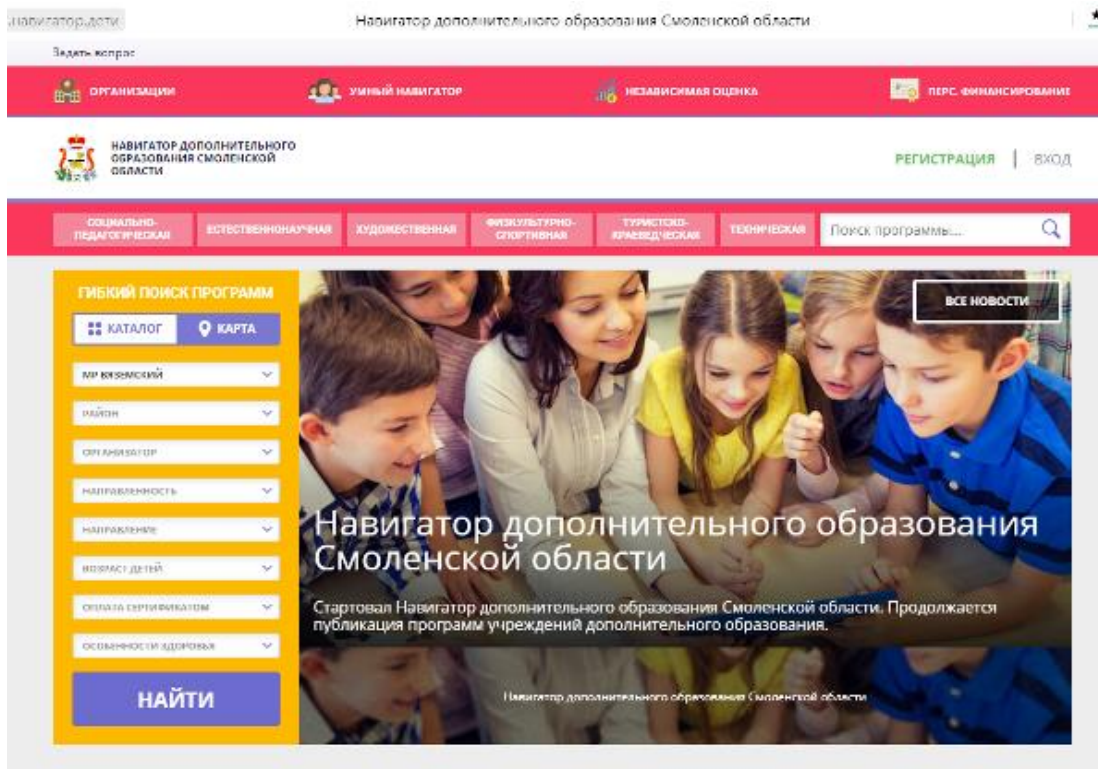 навигатор.дети
Навигатор дополнительного образования Смоленской области
Задать вопрос
ОРГАНИЗАЦИИ
УМНЫЙ НАВИГАТОР
НЕЗАВИСИМАЯ ОЦЕНКА
ПЕРС. ФИНАНСИРОВАНИЕ
НАВИГАТОР ДОПОЛНИТЕЛЬНОГО
ОБРАЗОВАНИЯ СМОЛЕНСКОЙ
ОБЛАСТИ
РЕГИСТРАЦИЯ | ВХОД
СОЦИАЛЬНО-
ПЕДАГОГИЧЕСКАЯ
ЕСТЕСТВЕННОНАУЧНАЯ
ХУДОЖЕСТВЕННАЯ
ФИЗКУЛЬТУРНО-
СПОРТИВНАЯ
ТУРИСТСКО-
КРАЕВЕДЧЕСКАЯ
ТЕХНИЧЕСКАЯ
Поиск программы...
ГИБКИЙ ПОИСК ПРОГРАММ
КАТАЛОГ
КАРТА
МР ВЯЗЕМСКИЙ
РАЙОН
ОРГАНИЗАТОР
НАПРАВЛЕННОСТЬ
НАПРАВЛЕНИЕ
ВОЗРАСТ ДЕТЕЙ
ОПЛАТА СЕРТИФИКАТОМ
ОСОБЕННОСТИ ЗДОРОВЬЯ
НАЙТИ
ВСЕ НОВОСТИ
Навигатор дополнительного образования
Смоленской области
Стартовал Навигатор дополнительного образования Смоленской области. Продолжается
публикация программ учреждений дополнительного образования.
Навигатор дополнительного образования Смоленской области